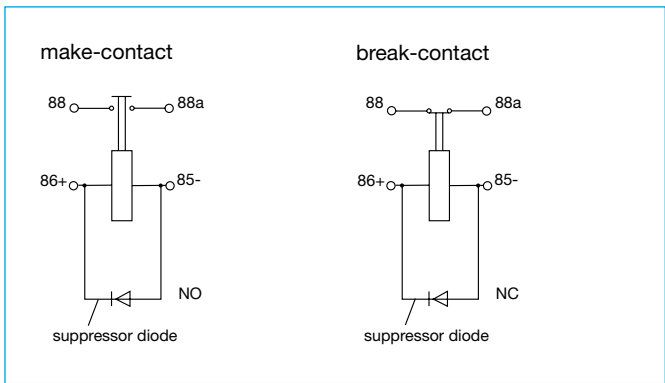 make-contact
88
88a
86+
85-
NO
suppressor diode
break-contact
88
88a
86+
85-
NC
suppressor diode